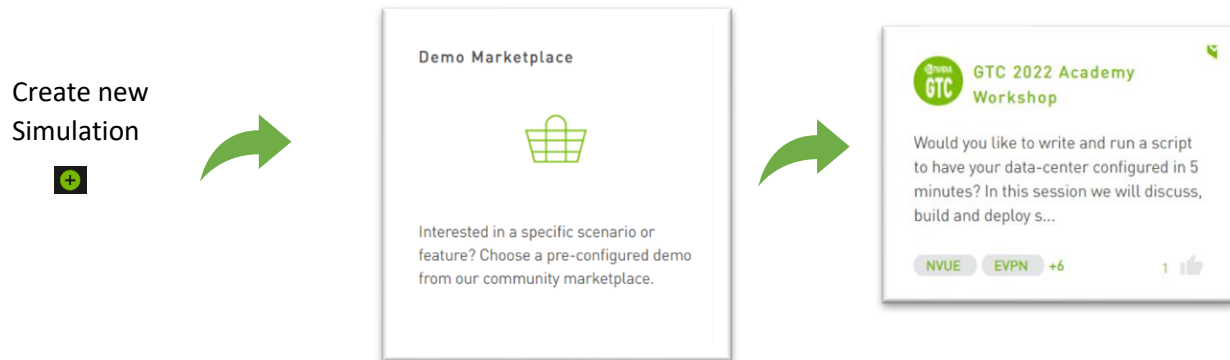 Create new
Simulation
Demo Marketplace
Interested in a specific scenario or
feature? Choose a pre-configured demo
from our community marketplace.
NVIDIA
GTC
GTC 2022 Academy
Workshop
Would you like to write and run a script
to have your data-center configured in 5
minutes? In this session we will discuss,
build and deploy s...
NVUE EVPN +6 1